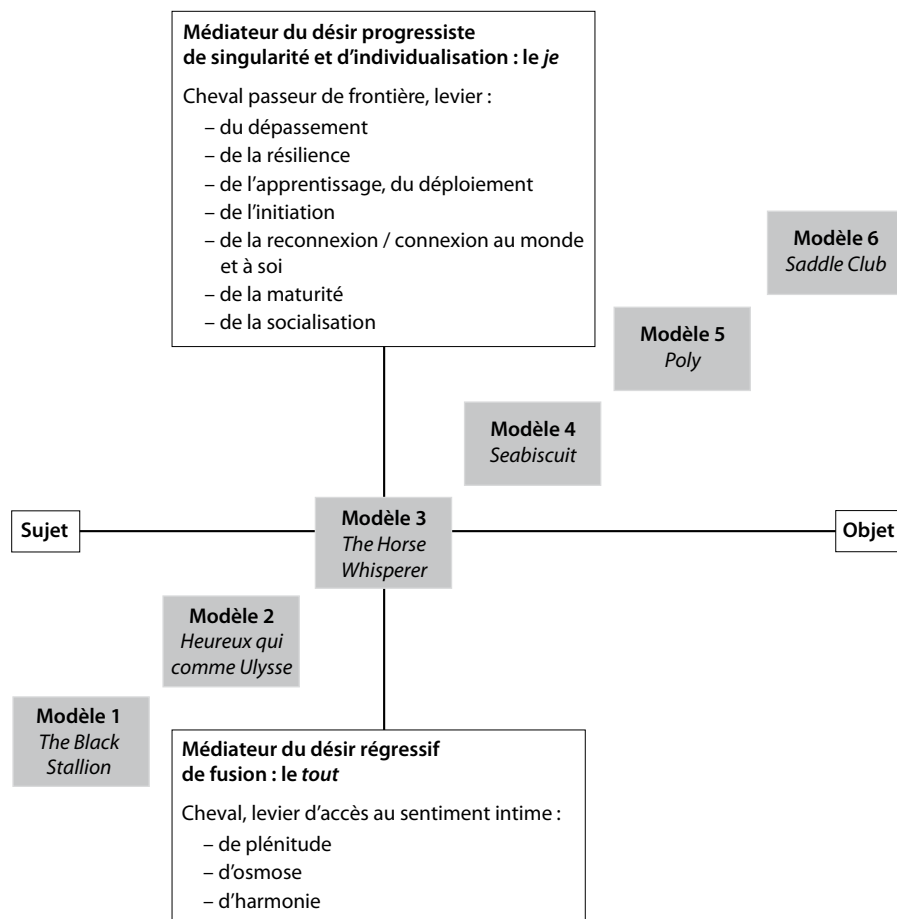 Médiateur du désir progressiste
de singularité et d’individualisation : le je
Cheval passeur de frontière, levier :
– du dépassement
– de la résilience
– de l’apprentissage, du déploiement
– de l’initiation
– de la reconnexion / connexion au monde
et à soi
– de la maturité
– de la socialisation
Modèle 6
Saddle Club
Modèle 5
Poly
Modèle 4
Seabiscuit
Sujet
Modèle 3
The Horse
Whisperer
Objet
Modèle 2
Heureux qui
comme Ulysse
Modèle 1
The Black
Stallion
Médiateur du désir régressif
de fusion : le tout
Cheval, levier d’accès au sentiment intime :
– de plénitude
– d’osmose
– d’harmonie